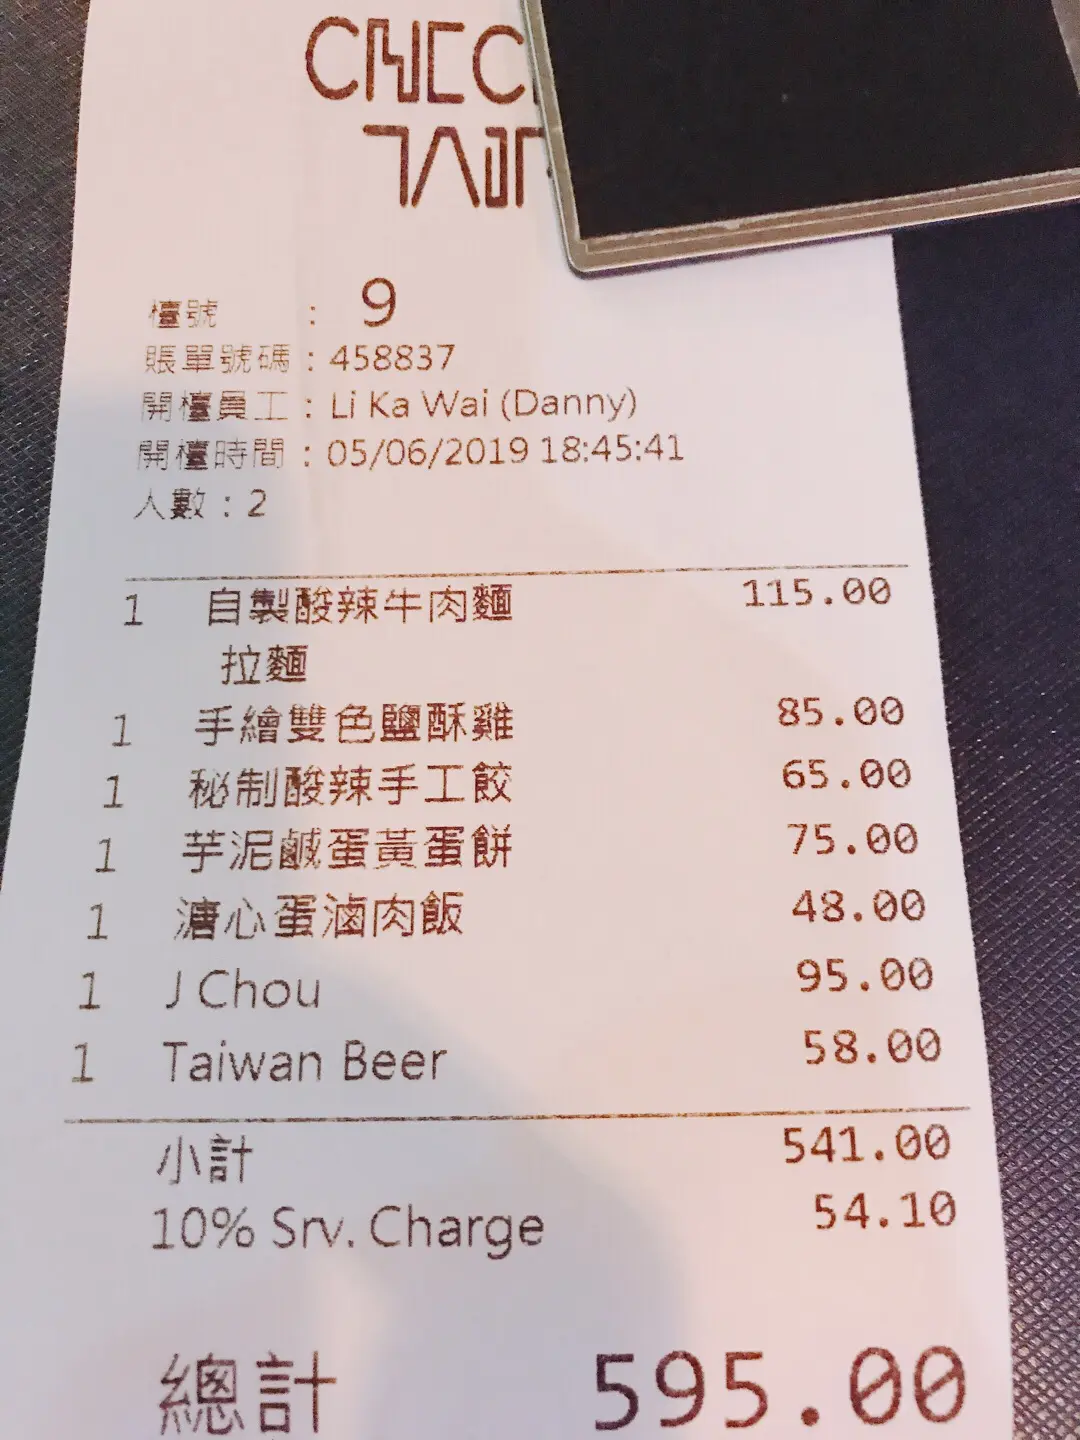 CHECK
TAIP
檯號 : 9
賬單號碼 : 458837
開檯員工 : Li Ka Wai (Danny)
開檯時間 : 05/06/2019 18:45:41
人數 : 2
1 自製酸辣牛肉麵 115.00
拉麵
1 手繪雙色鹽酥雞 85.00
1 秘制酸辣手工餃 65.00
1 芋泥鹹蛋黃蛋餅 75.00
1 溏心蛋滷肉飯 48.00
1 J Chou 95.00
1 Taiwan Beer 58.00
小計 541.00
10% Srv. Charge 54.10
總計 595.00